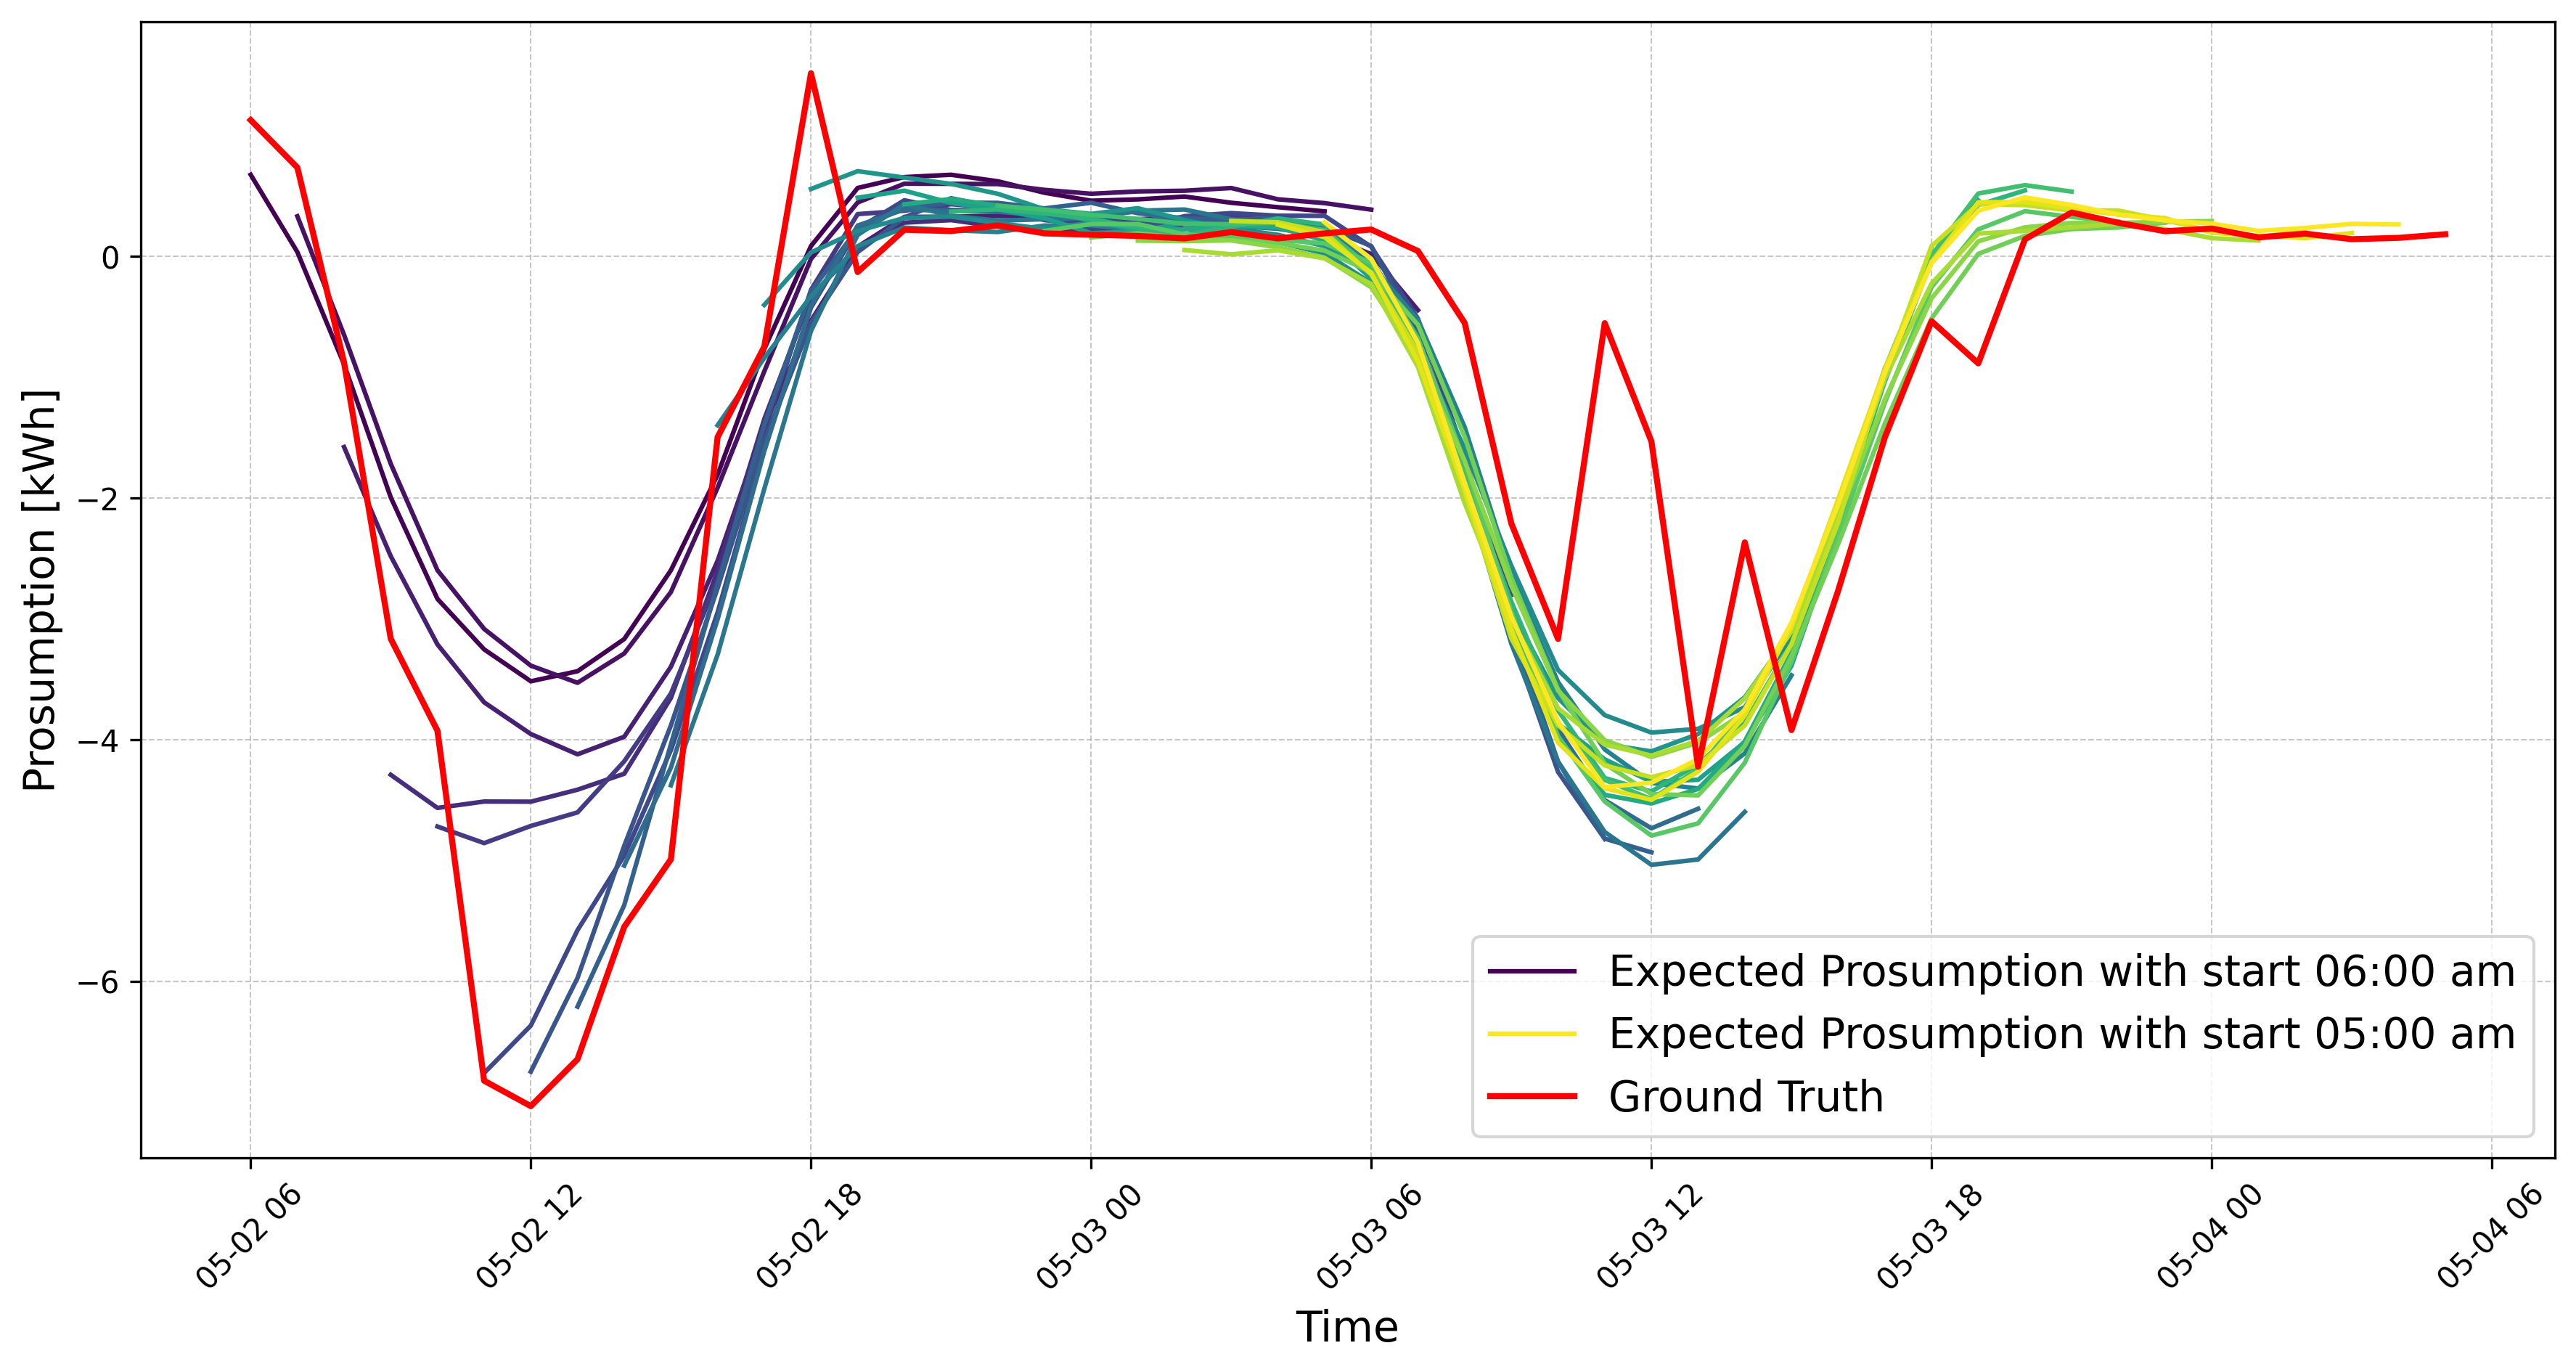 Prosumption [kWh]
0
−2
−4
−6
Expected Prosumption with start 06:00 am
Expected Prosumption with start 05:00 am
Ground Truth
05-02 06
05-02 12
05-02 18
05-03 00
05-03 06
05-03 12
05-03 18
05-04 00
05-04 06
Time